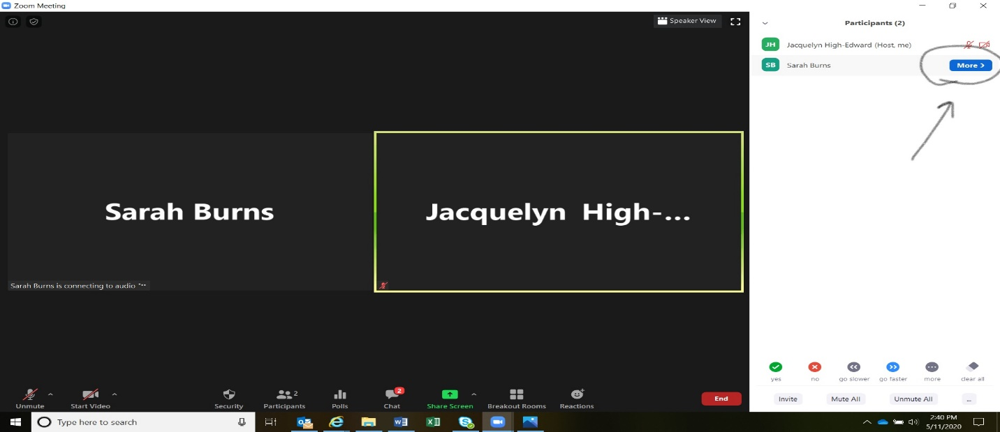 Zoom Meeting
Speaker View
Participants (2)
JH Jacquelyn High-Edward (Host, me)
SB Sarah Burns More >
Sarah Burns
Jacquelyn High-...
Sarah Burns is connecting to audio
yes no go slower go faster more clear all
Unmute Start Video Security Participants 2 Polls Chat 2 Share Screen Breakout Rooms Reactions End
Invite Mute All Unmute All ...
Type here to search
2:40 PM
5/11/2020